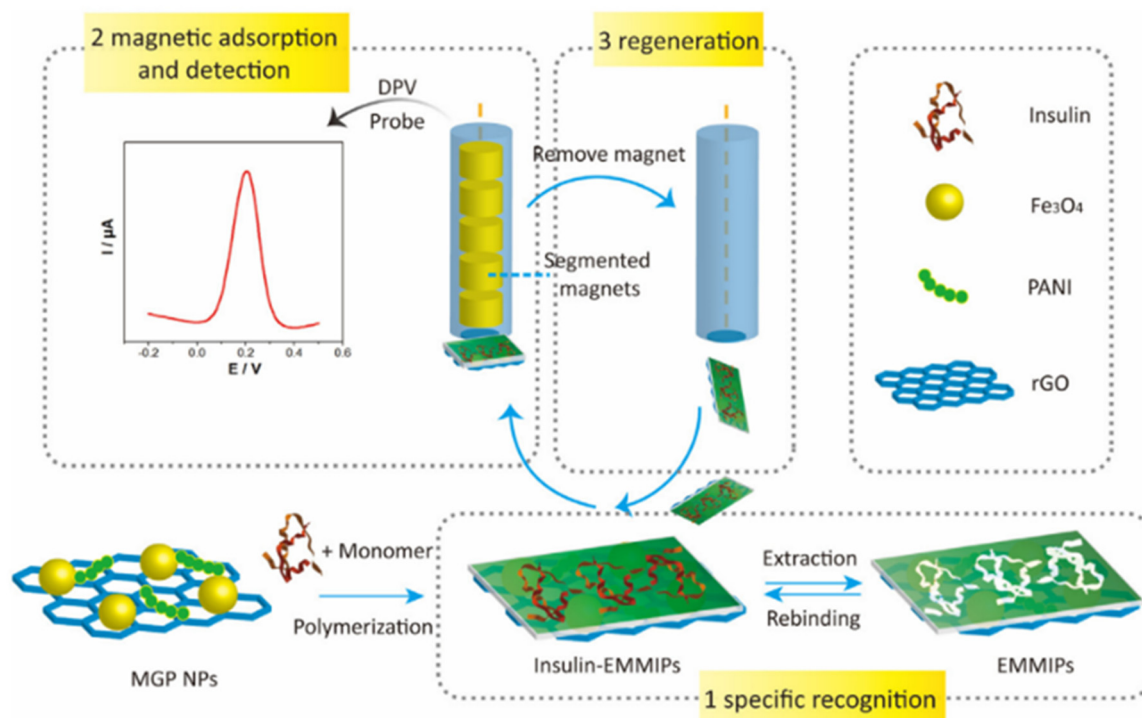 2 magnetic adsorption
and detection
3 regeneration
DPV
Probe
I / µA
-0.2
0.0
0.2
0.4
0.6
E / V
Remove magnet
Segmented
magnets
Insulin
Fe₃O₄
PANI
rGO
+ Monomer
Polymerization
MGP NPs
Extraction
Rebinding
Insulin-EMMIPs
EMMIPs
1 specific recognition